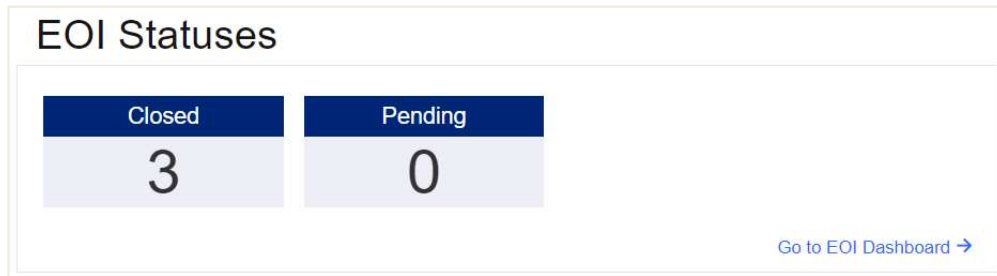 EOI Statuses
Closed Pending
3 0
Go to EOI Dashboard →